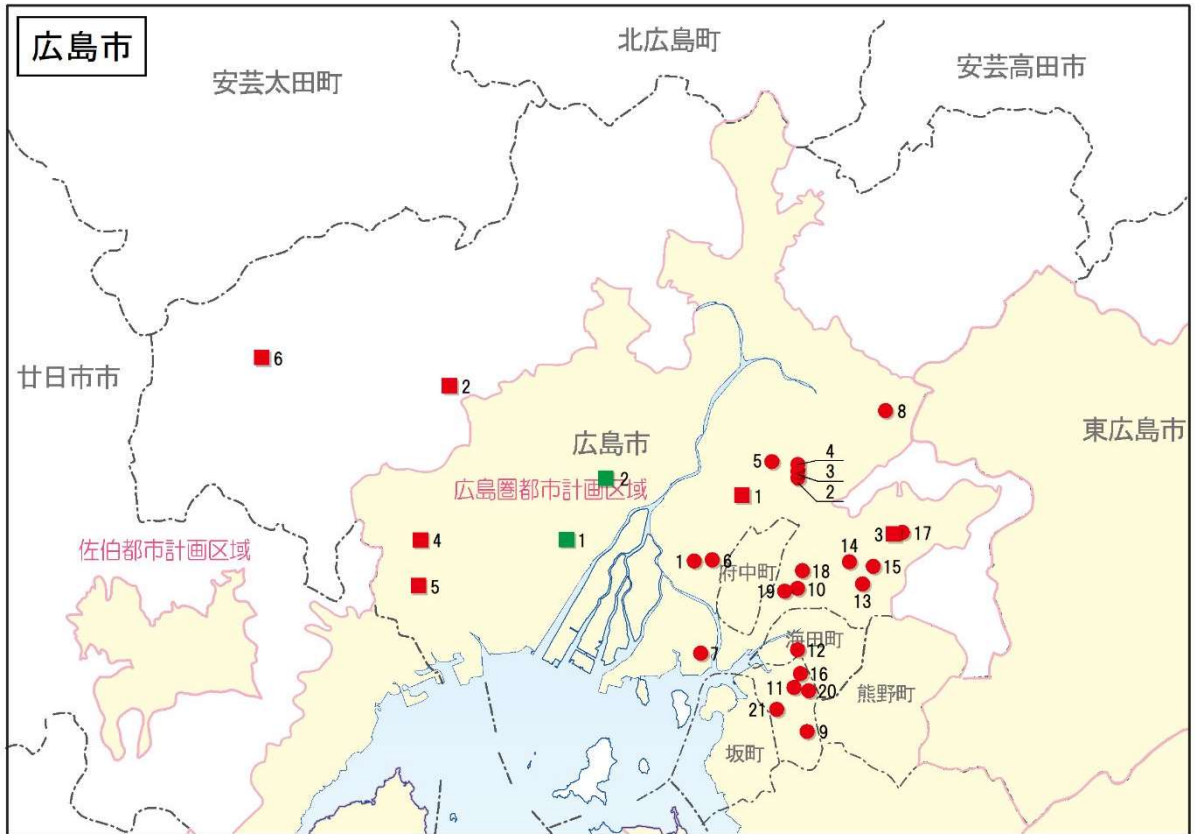 広島市
北広島町
安芸太田町
安芸高田市
6
廿日市市
2
8
東広島市
広島市
4
5
3
2
2
広島圏都市計画区域
1
3
17
4
1
佐伯都市計画区域
14
1
6
15
府中町
18
5
19
10
13
海田町
12
7
16
11
20
熊野町
21
9
坂町